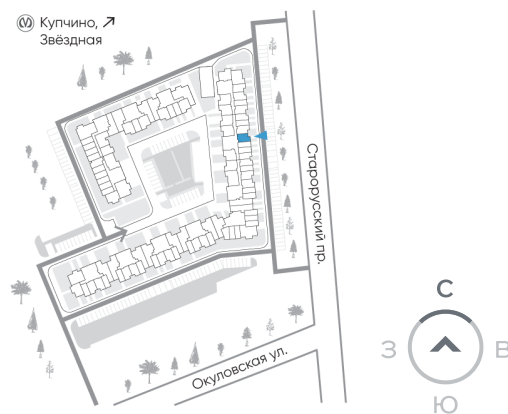 Купчино, ↗
Звёздная
Старорусский пр.
Окуловская ул.
С
З
В
Ю